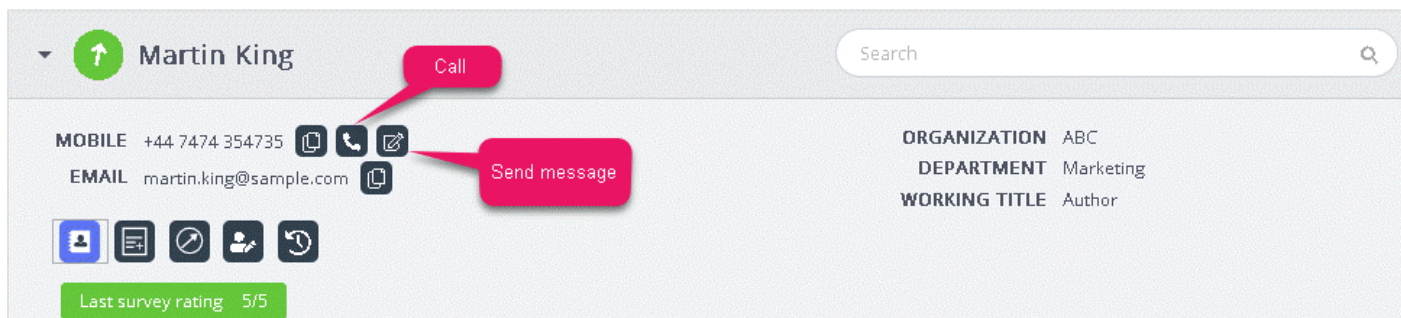 Martin King
Search
Call
MOBILE +44 7474 354735
EMAIL martin.king@sample.com
Send message
ORGANIZATION ABC
DEPARTMENT Marketing
WORKING TITLE Author
Last survey rating 5/5